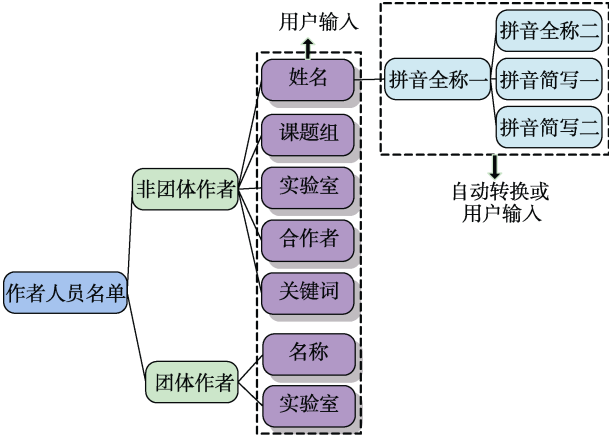 用户输入
姓名
课题组
实验室
合作者
关键词
名称
实验室
非团体作者
团体作者
作者人员名单
拼音全称一
拼音全称二
拼音简写一
拼音简写二
自动转换或
用户输入